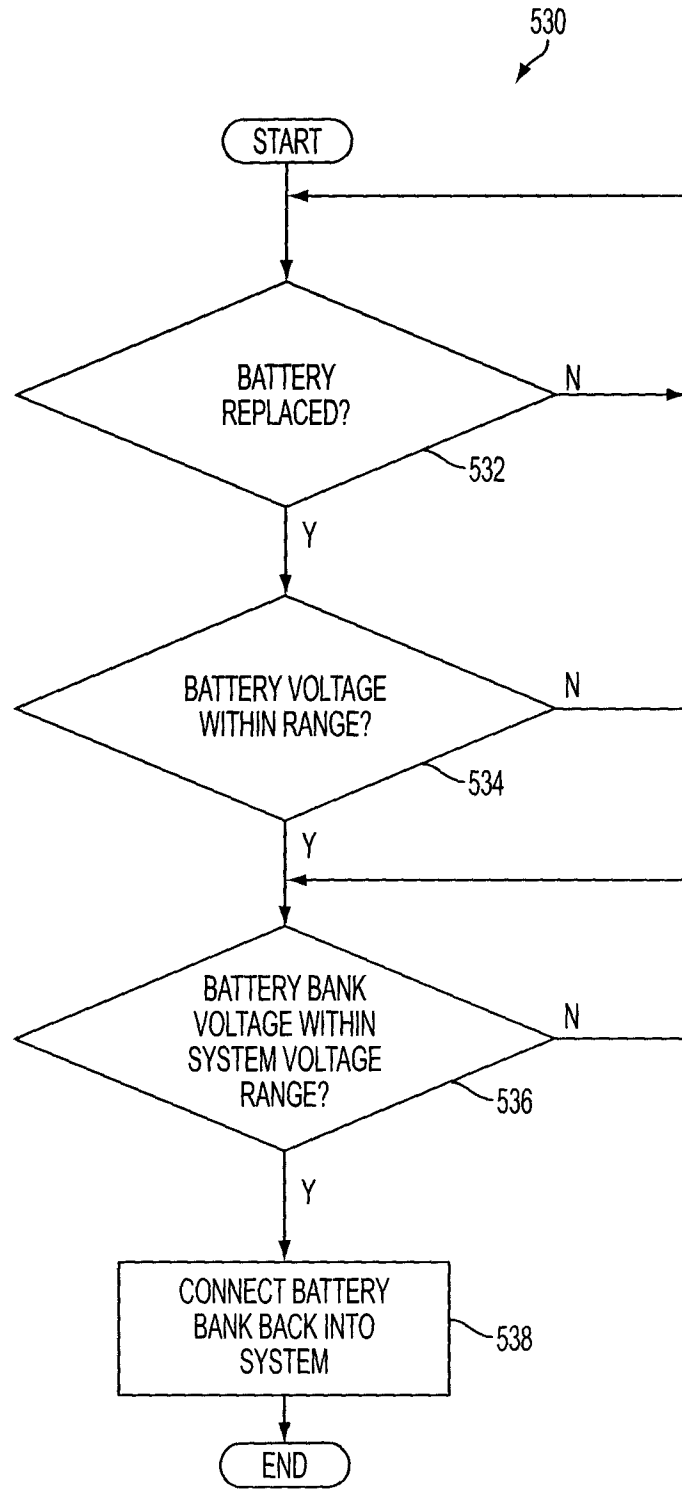 530
START
BATTERY
REPLACED?
N
532
Y
BATTERY VOLTAGE
WITHIN RANGE?
N
534
Y
BATTERY BANK
VOLTAGE WITHIN
SYSTEM VOLTAGE
RANGE?
N
536
Y
CONNECT BATTERY
BANK BACK INTO
SYSTEM
538
END